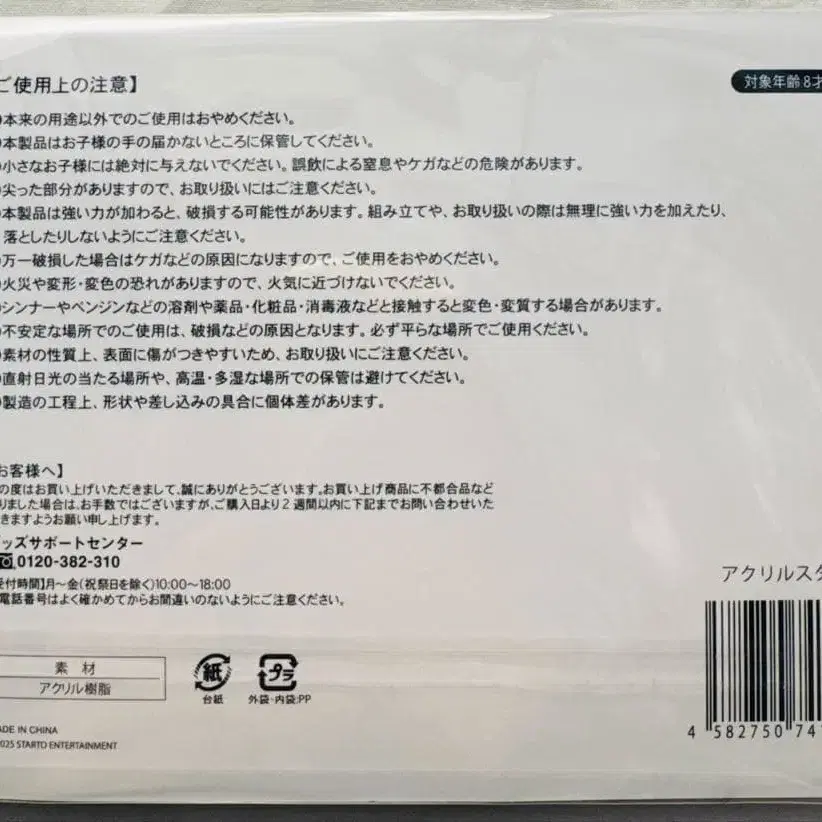 ご使用上の注意】
対象年齢8才
本来の用途以外でのご使用はおやめください。
本製品はお子様の手の届かないところに保管してください。
小さなお子様には絶対に与えないでください。誤飲による窒息やケガなどの危険があります。
尖った部分がありますので、お取り扱いにはご注意ください。
本製品は強い力が加わると、破損する可能性があります。組み立てや、お取り扱いの際は無理に強い力を加えたり、
落としたりしないようにご注意ください。
万一破損した場合はケガなどの原因になりますので、ご使用をおやめください。
火災や変形・変色の恐れがありますので、火気に近づけないでください。
シンナーやベンジンなどの溶剤や薬品・化粧品・消毒液などと接触すると変色・変質する場合があります。
不安定な場所でのご使用は、破損などの原因となります。必ず平らな場所でご使用ください。
素材の性質上、表面に傷がつきやすいため、お取り扱いにご注意ください。
直射日光の当たる場所や、高温・多湿な場所での保管は避けてください。
製造の工程上、形状や差し込みの具合に個体差があります。
お客様へ】
の度はお買い上げいただきまして、誠にありがとうございます。お買い上げ商品に不都合品など
りました場合は、お手数ではございますが、ご購入日より2週間以内に下記までお問い合わせいた
きますようお願い申し上げます。
ッズサポートセンター
0120-382-310
受付時間】月～金(祝祭日を除く)10:00～18:00
電話番号はよく確かめてからお間違いのないようにご注意ください。
アクリルスタ
素 材
アクリル樹脂
紙
台紙
プラ
外袋・内袋:PP
ADE IN CHINA
025 STARTO ENTERTAINMENT
4 582750 74